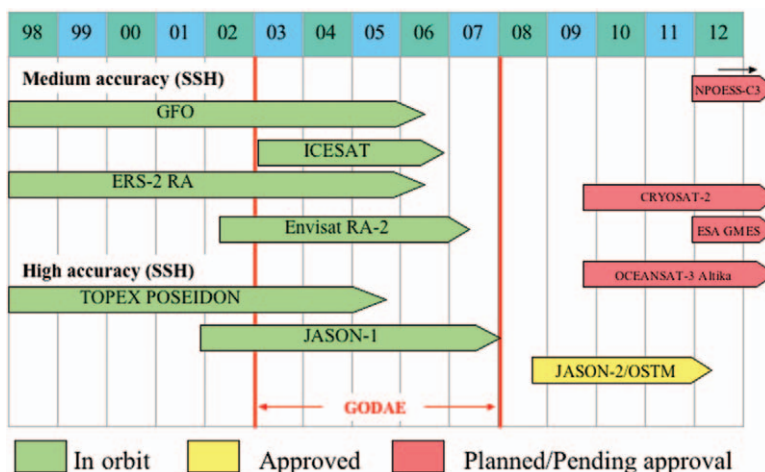 98 99 00 01 02 03 04 05 06 07 08 09 10 11 12
Medium accuracy (SSH)
NPOESS-C3
GFO
ICESAT
ERS-2 RA
CRYOSAT-2
Envisat RA-2
ESA GMES
High accuracy (SSH)
OCEANSAT-3 Altika
TOPEX POSEIDON
JASON-1
JASON-2/OSTM
GODAE
In orbit Approved Planned/Pending approval